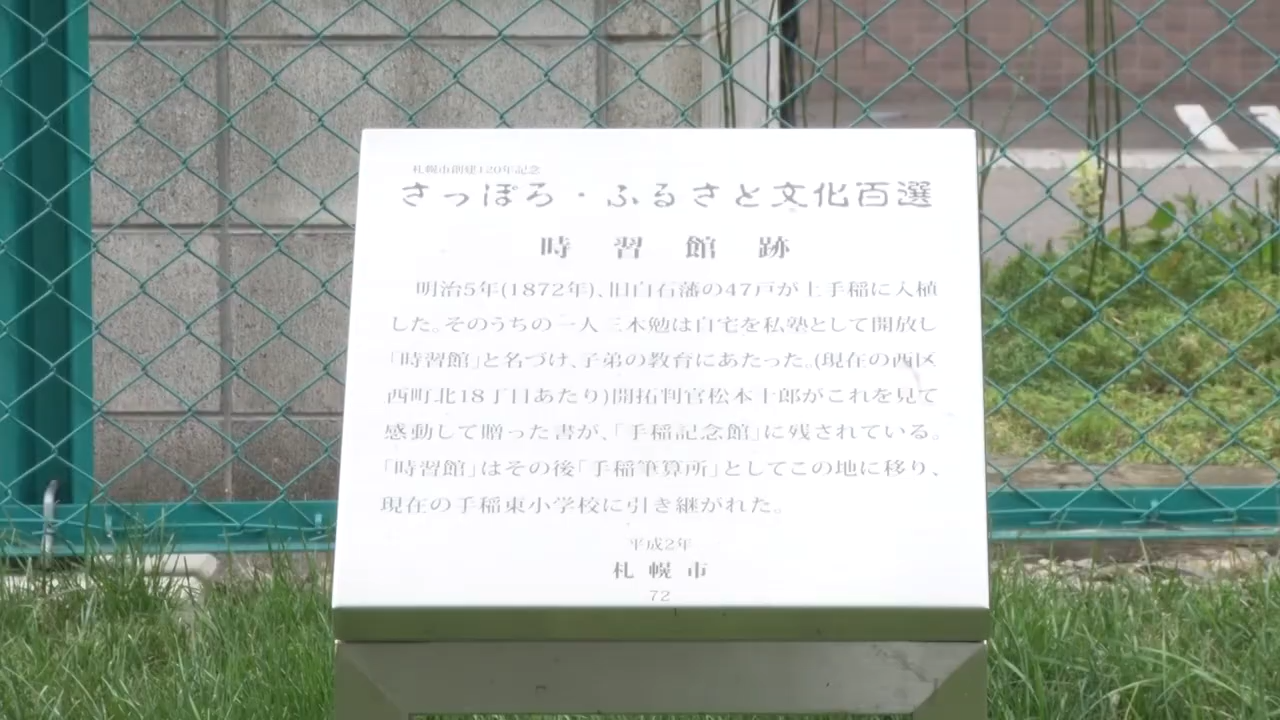 札幌市創建120年記念
さっぽろ・ふるさと文化百選
時習館跡
明治5年(1872年)、旧白石藩の47戸が上手稲に入植
した。そのうちの一人三木勉は自宅を私塾として開放し
「時習館」と名づけ、子弟の教育にあたった。(現在の西区
西町北18丁目あたり)開拓判官松本十郎がこれを見て
感動して贈った書が、「手稲記念館」に残されている。
「時習館」はその後「手稲筆算所」としてこの地に移り、
現在の手稲東小学校に引き継がれた。
平成2年
札幌市
72